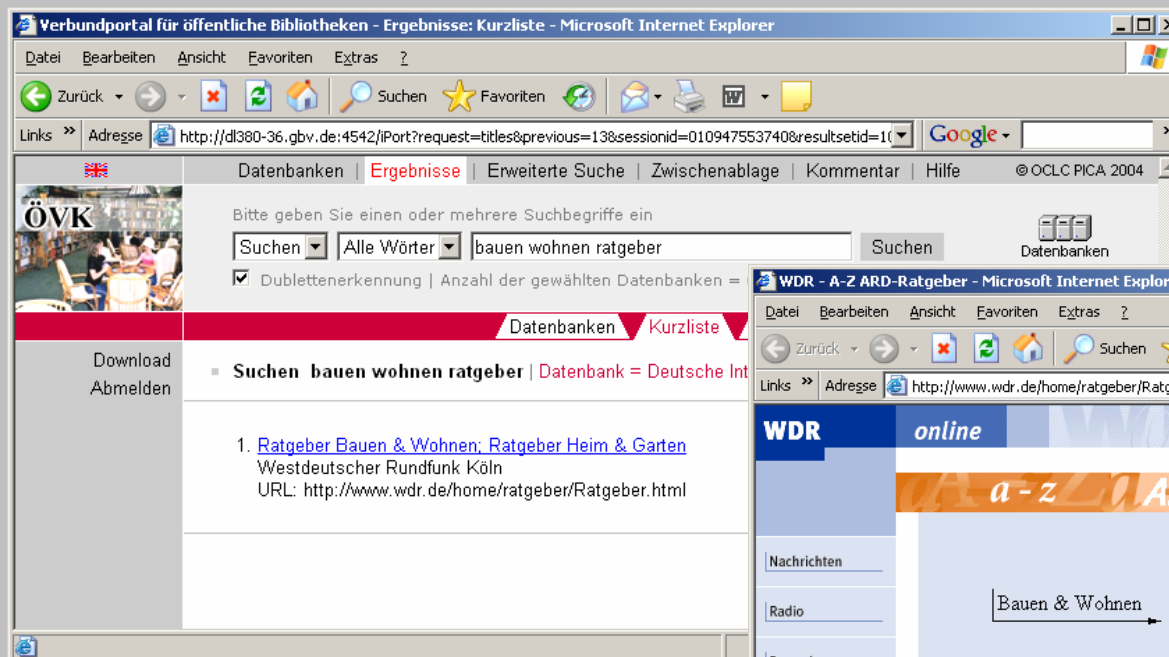 Verbundportal für öffentliche Bibliotheken - Ergebnisse: Kurzliste - Microsoft Internet Explorer
Datei Bearbeiten Ansicht Favoriten Extras ?
Zurück Suchen Favoriten
Links » Adresse http://dl380-36.gbv.de:4542/iPort?request=titles&previous=13&sessionid=010947553740&resultsetid=1( Google
Datenbanken | Ergebnisse | Erweiterte Suche | Zwischenablage | Kommentar | Hilfe © OCLC PICA 2004
ÖVK
Bitte geben Sie einen oder mehrere Suchbegriffe ein
Suchen Alle Wörter bauen wohnen ratgeber Suchen
Datenbanken
Dublettenerkennung | Anzahl der gewählten Datenbanken =
Datenbanken Kurzliste
Download
Abmelden
Suchen bauen wohnen ratgeber | Datenbank = Deutsche Int
1. Ratgeber Bauen & Wohnen; Ratgeber Heim & Garten
Westdeutscher Rundfunk Köln
URL: http://www.wdr.de/home/ratgeber/Ratgeber.html
WDR - A-Z ARD-Ratgeber - Microsoft Internet Explor
Datei Bearbeiten Ansicht Favoriten Extras ?
Zurück Suchen
Links » Adresse http://www.wdr.de/home/ratgeber/Ratg
WDR online
a - z
Nachrichten
Radio
Bauen & Wohnen